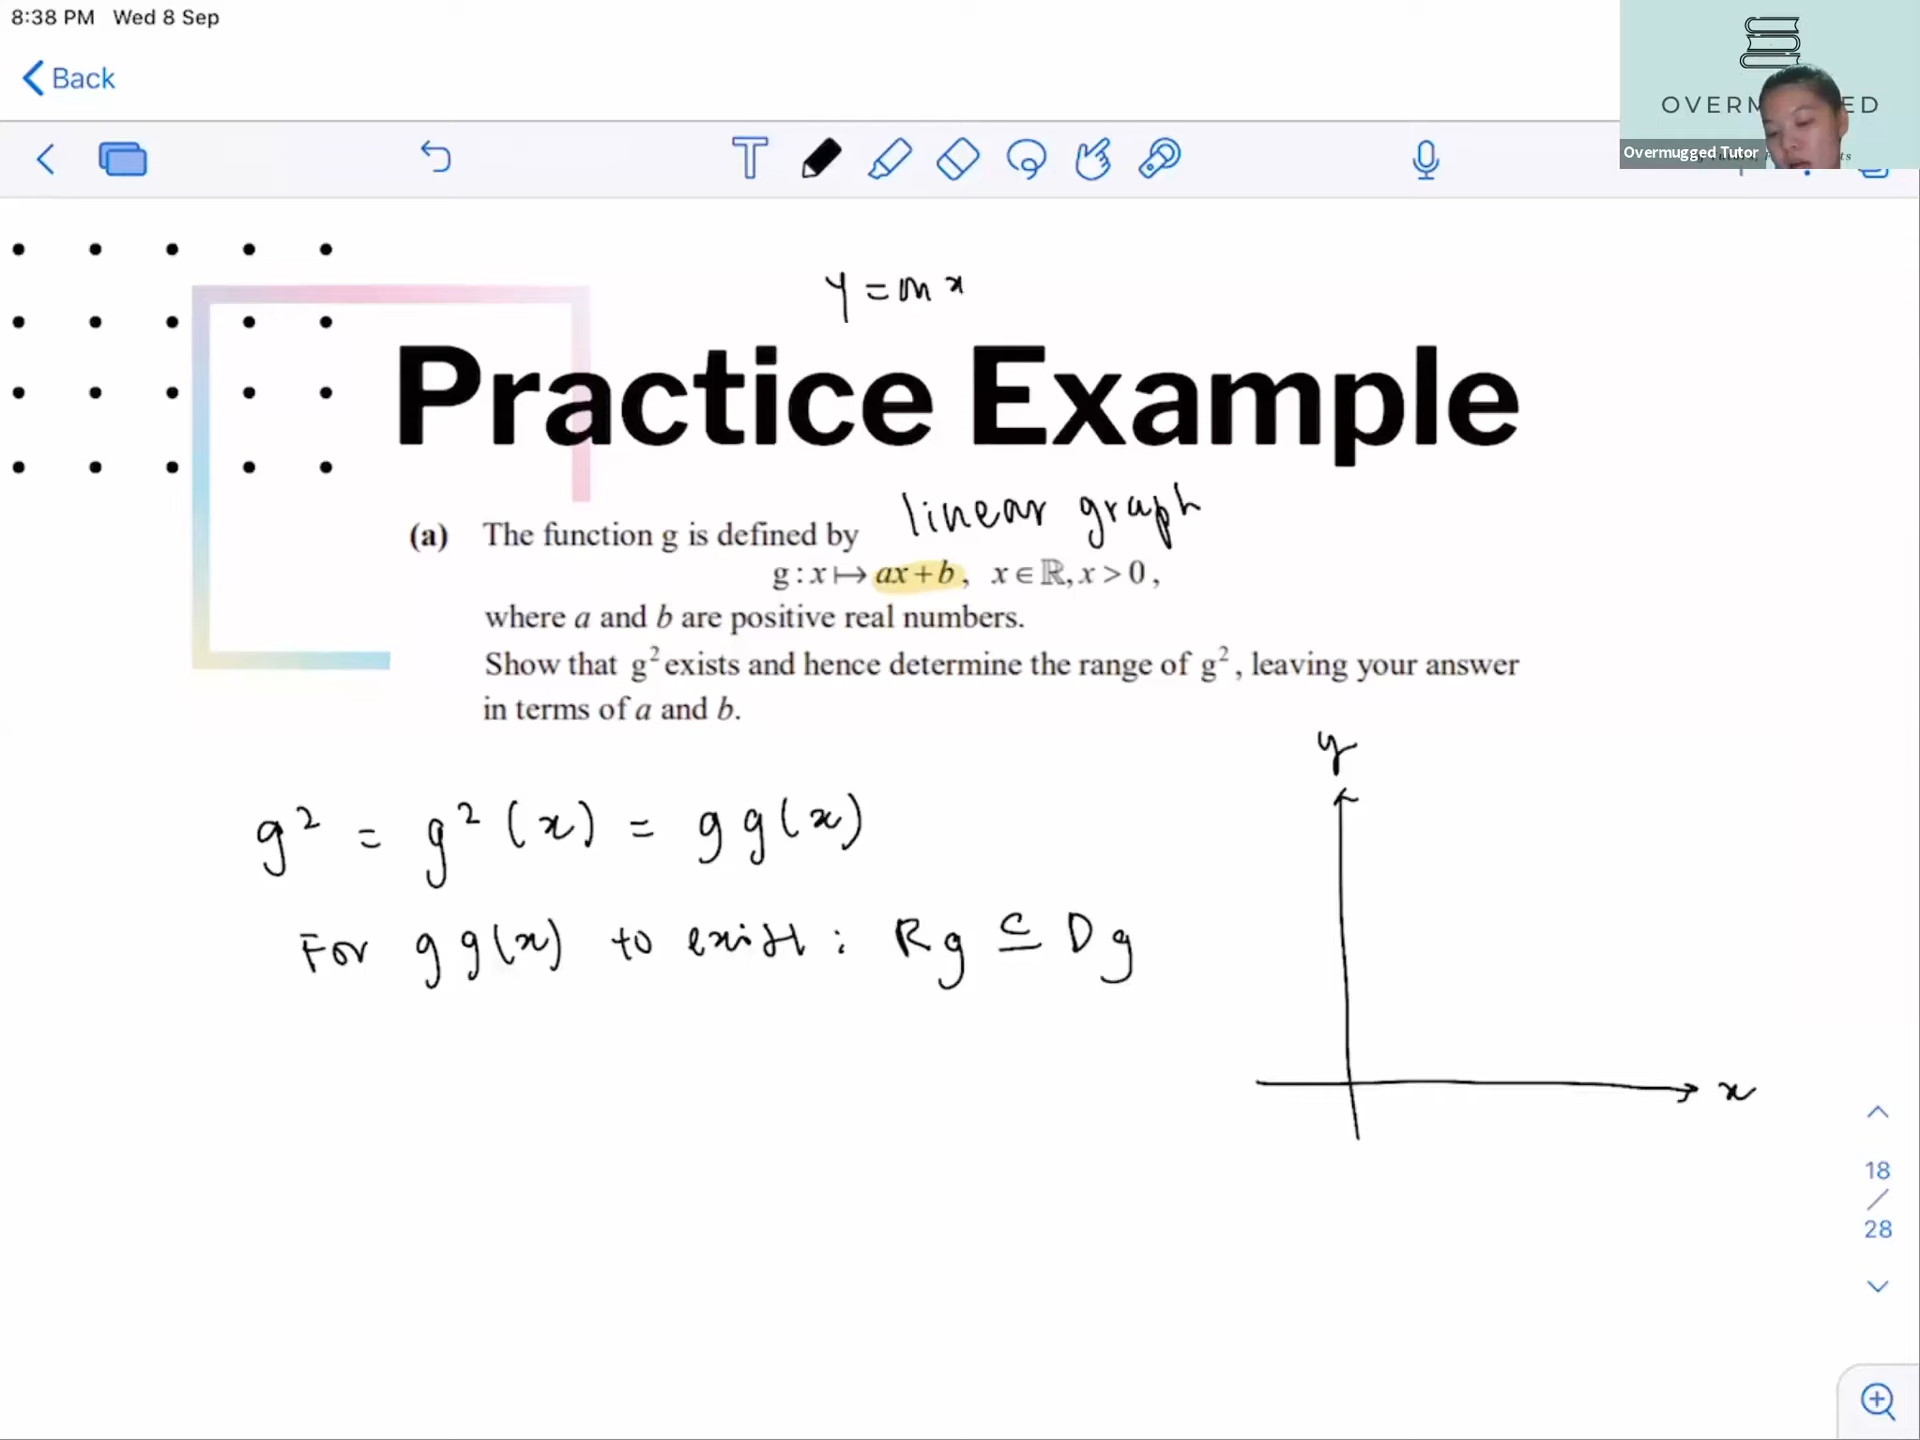 8:38 PM Wed 8 Sep
Back
OVERM ED
Overmugged Tutor
y = mx
Practice Example
linear graph
(a) The function g is defined by
g : x ↦ ax + b, x ∈ ℝ, x > 0,
where a and b are positive real numbers.
Show that g² exists and hence determine the range of g², leaving your answer
in terms of a and b.
y
g² = g²(x) = gg(x)
For gg(x) to exist : Rg ⊆ Dg
x
18
/
28